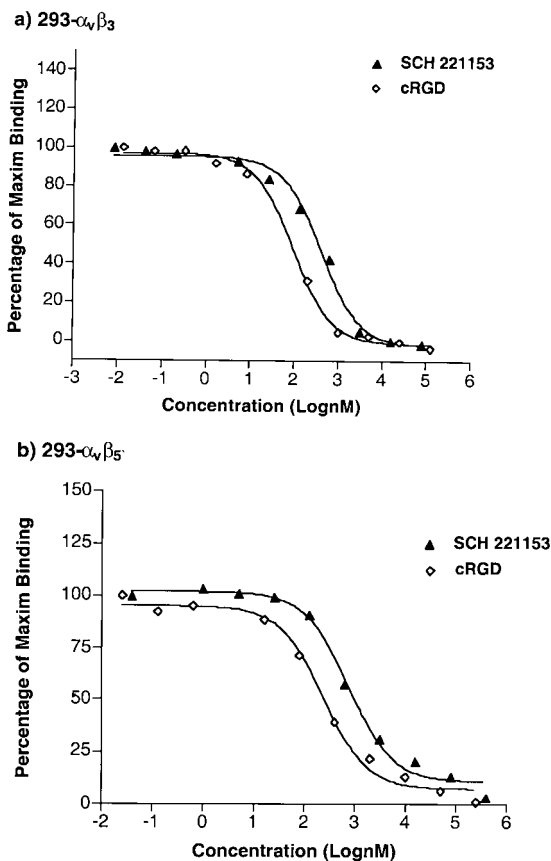 a) 293-αvβ3
▲ SCH 221153
◇ cRGD
Percentage of Maxim Binding
140
120
100
80
60
40
20
0
-3 -2 -1 0 1 2 3 4 5 6
Concentration (LognM)
b) 293-αvβ5
▲ SCH 221153
◇ cRGD
Percentage of Maxim Binding
150
125
100
75
50
25
0
-2 -1 0 1 2 3 4 5 6
Concentration (LognM)